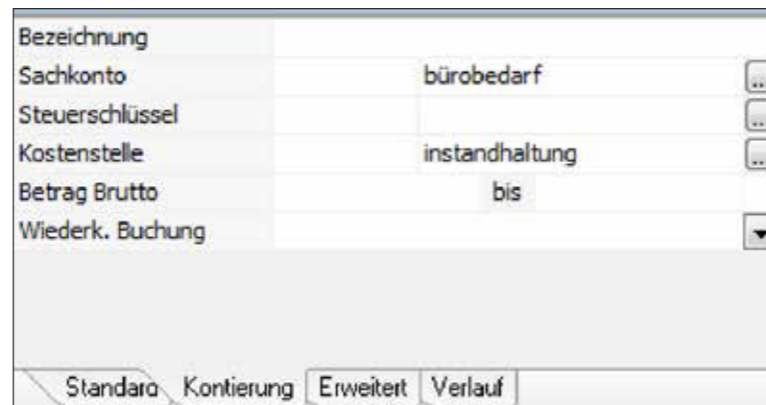 Bezeichnung
Sachkonto bürobedarf ...
Steuerschlüssel ...
Kostenstelle instandhaltung ...
Betrag Brutto bis
Wiederk. Buchung
Standard Kontierung Erweitert Verlauf